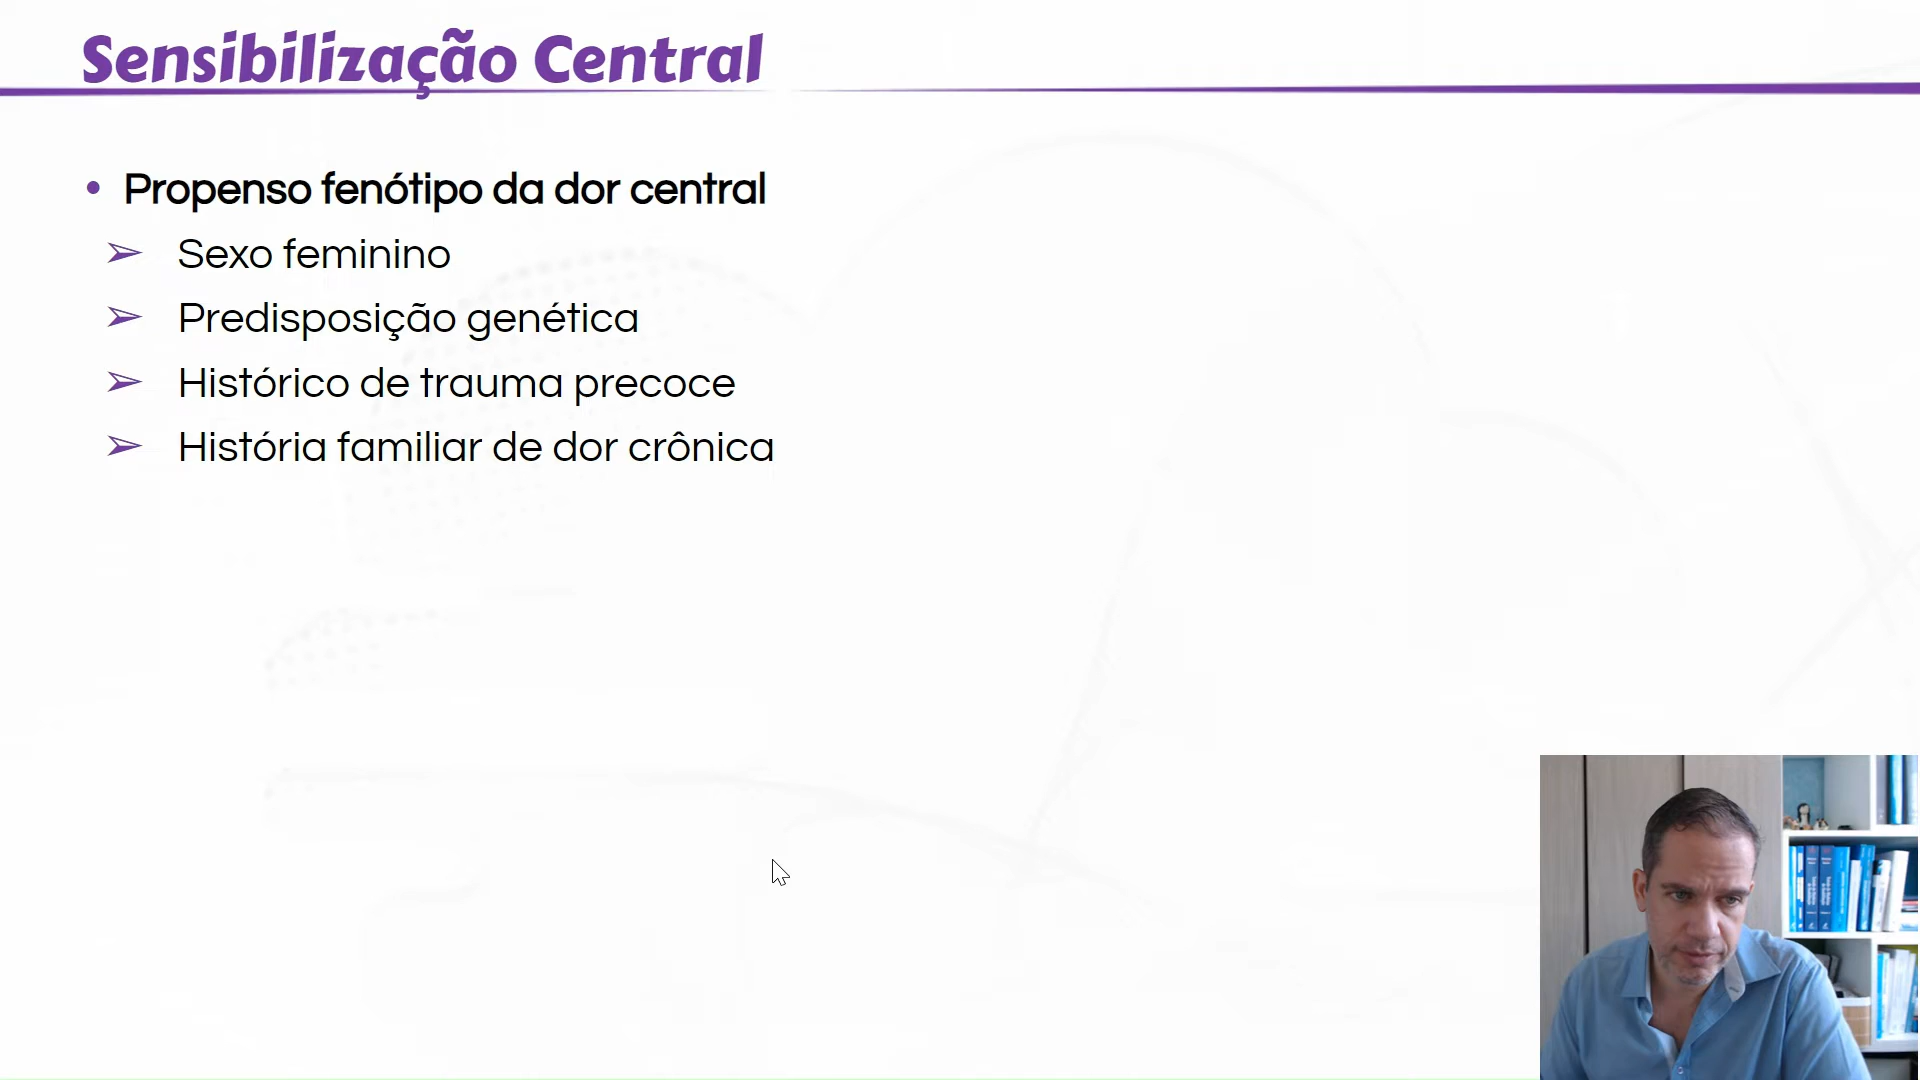 Sensibilização Central
• Propenso fenótipo da dor central
➢ Sexo feminino
➢ Predisposição genética
➢ Histórico de trauma precoce
➢ História familiar de dor crônica